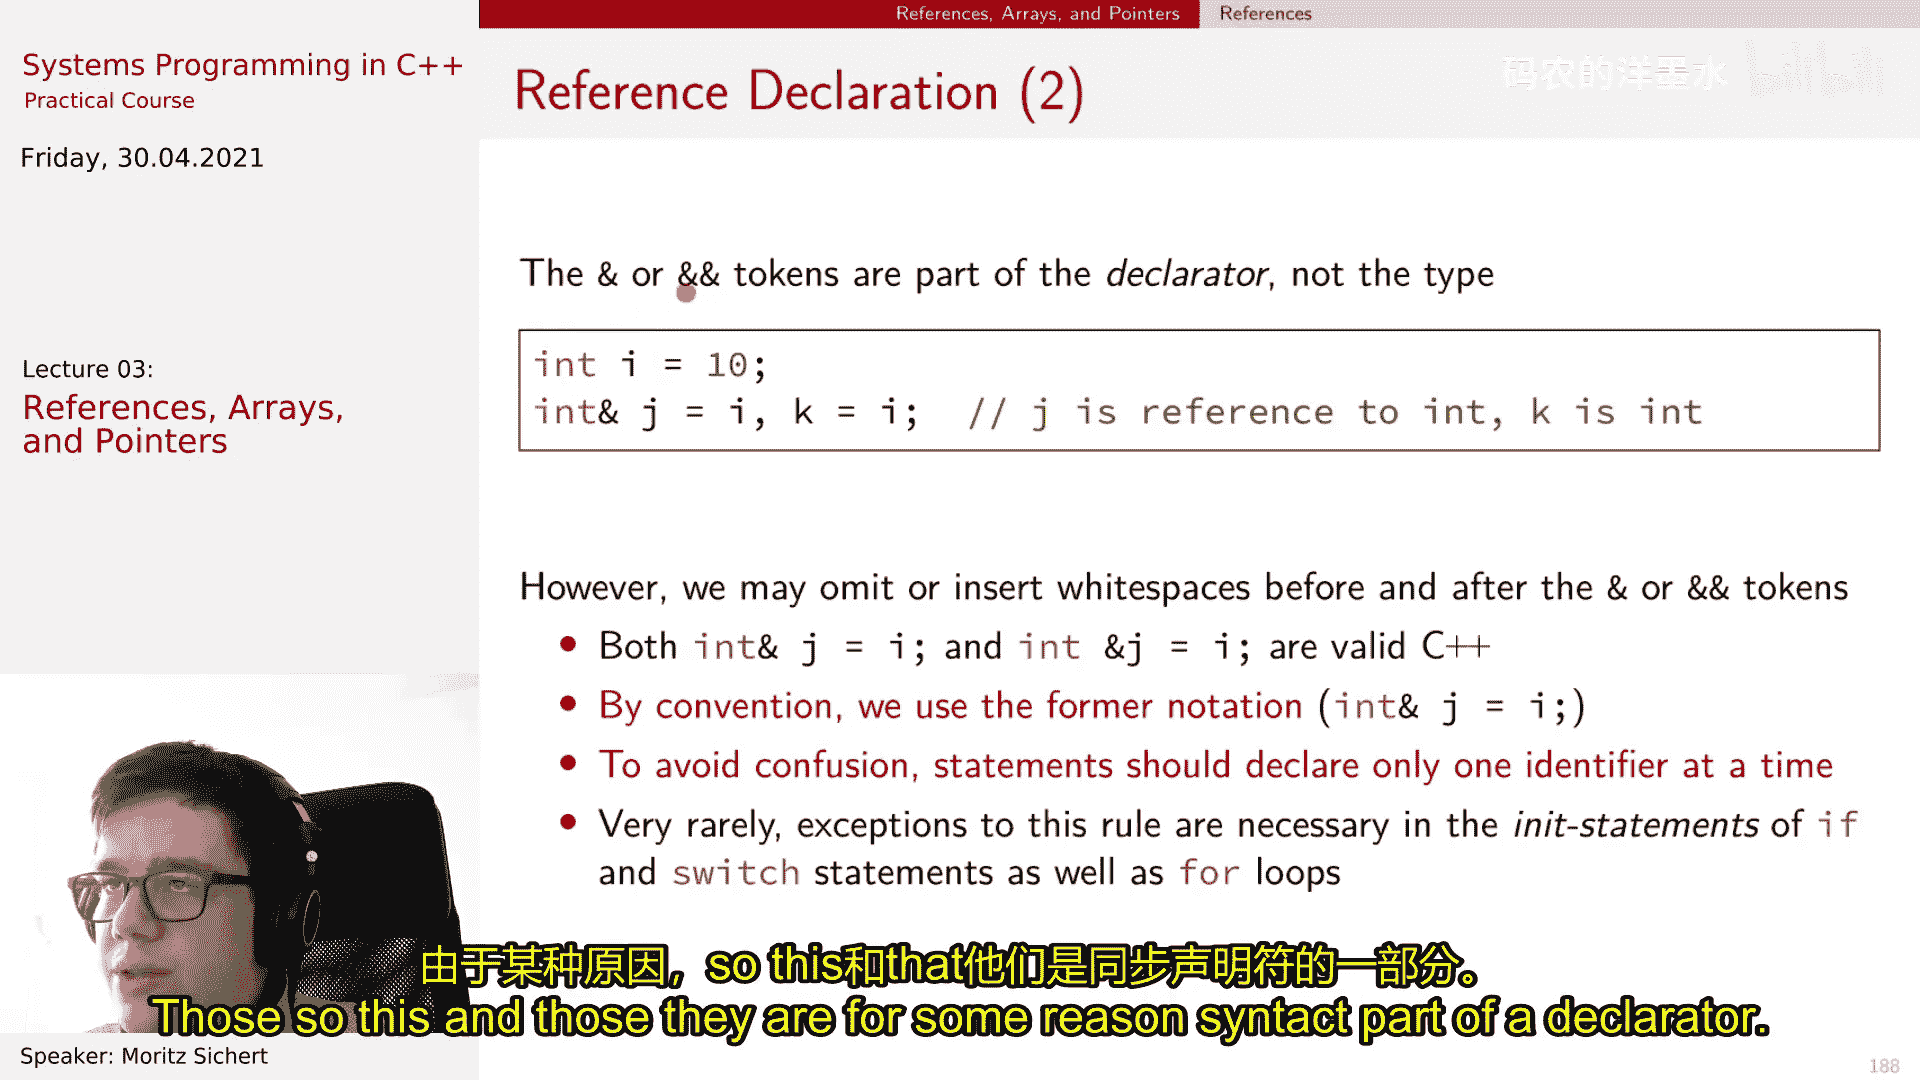 References, Arrays, and Pointers
References
Systems Programming in C++
Practical Course
Friday, 30.04.2021
Lecture 03:
References, Arrays,
and Pointers
Reference Declaration (2)
码农的洋墨水 bilibili
The & or && tokens are part of the declarator, not the type
int i = 10;
int& j = i, k = i;  // j is reference to int, k is int
However, we may omit or insert whitespaces before and after the & or && tokens
• Both int& j = i; and int &j = i; are valid C++
• By convention, we use the former notation (int& j = i;)
• To avoid confusion, statements should declare only one identifier at a time
• Very rarely, exceptions to this rule are necessary in the init-statements of if
and switch statements as well as for loops
由于某种原因，so this和that他们是同步声明符的一部分。
Those so this and those they are for some reason syntact part of a declarator.
Speaker: Moritz Sichert
188